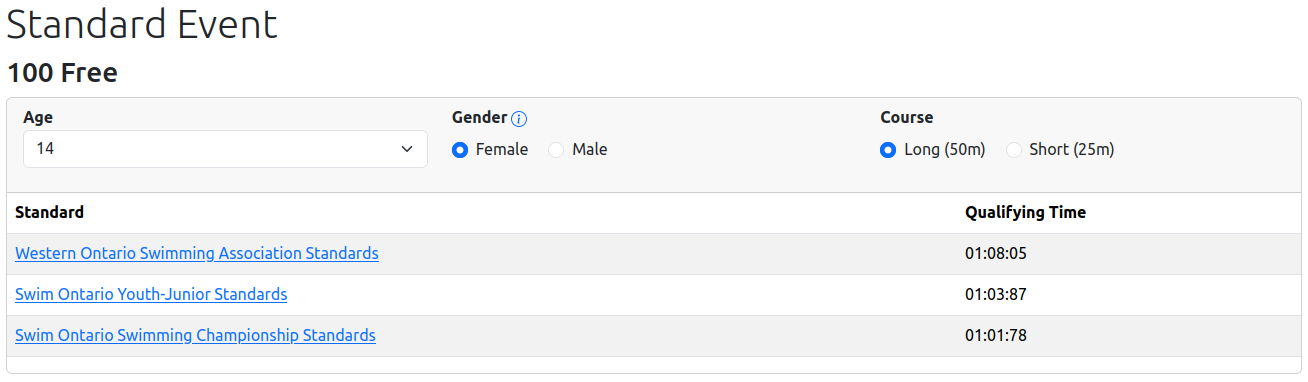 Standard Event
100 Free
Age Gender Course
14 Female Male Long (50m) Short (25m)
Standard Qualifying Time
Western Ontario Swimming Association Standards 01:08:05
Swim Ontario Youth-Junior Standards 01:03:87
Swim Ontario Swimming Championship Standards 01:01:78